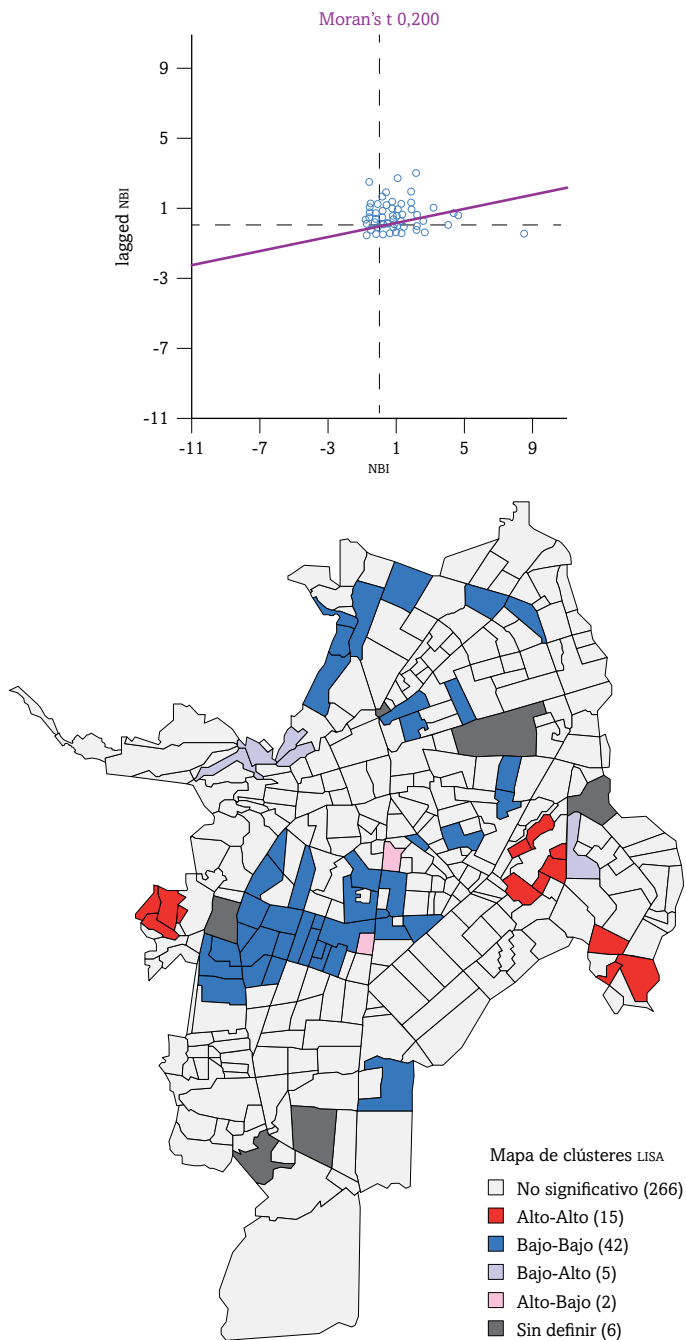 Moran's t 0,200
9
5
1
-3
-7
-11
lagged NBI
-11
-7
-3
1
5
9
NBI
Mapa de clústeres LISA
No significativo (266)
Alto-Alto (15)
Bajo-Bajo (42)
Bajo-Alto (5)
Alto-Bajo (2)
Sin definir (6)